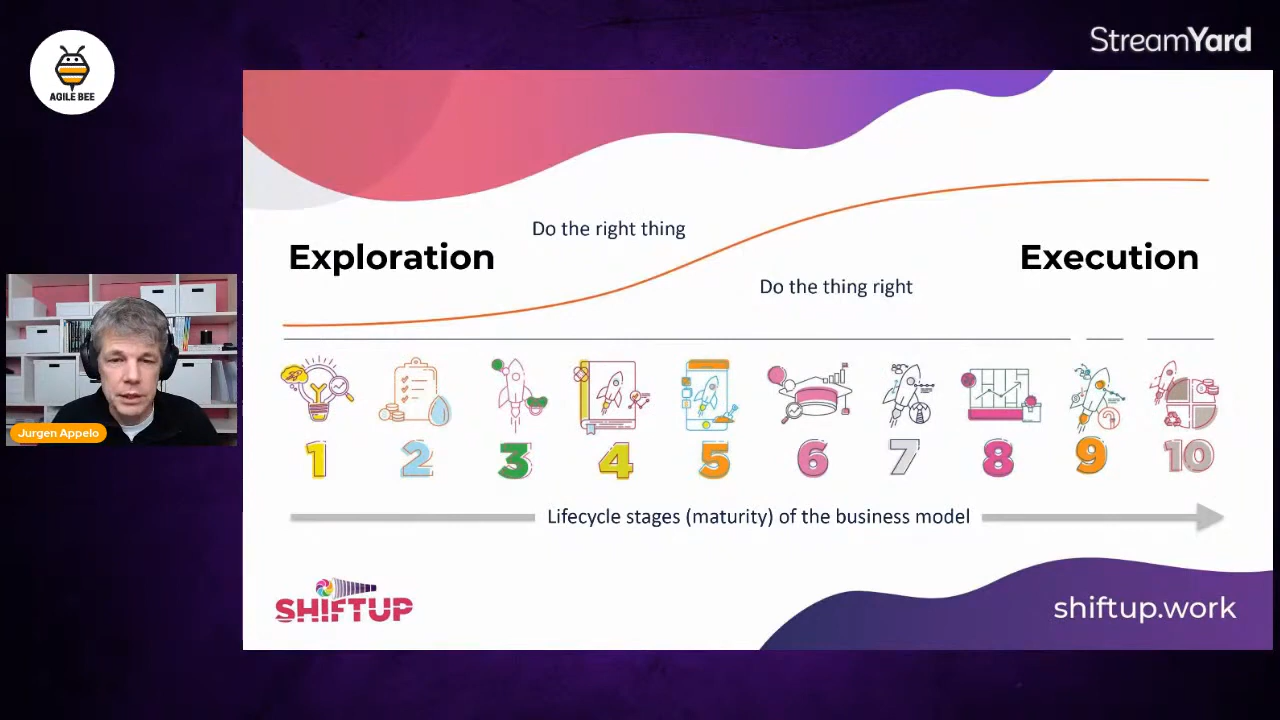 AGILE BEE
StreamYard
Do the right thing
Exploration
Execution
Do the thing right
Jurgen Appelo
1 2 3 4 5 6 7 8 9 10
Lifecycle stages (maturity) of the business model
SHIFTUP
shiftup.work